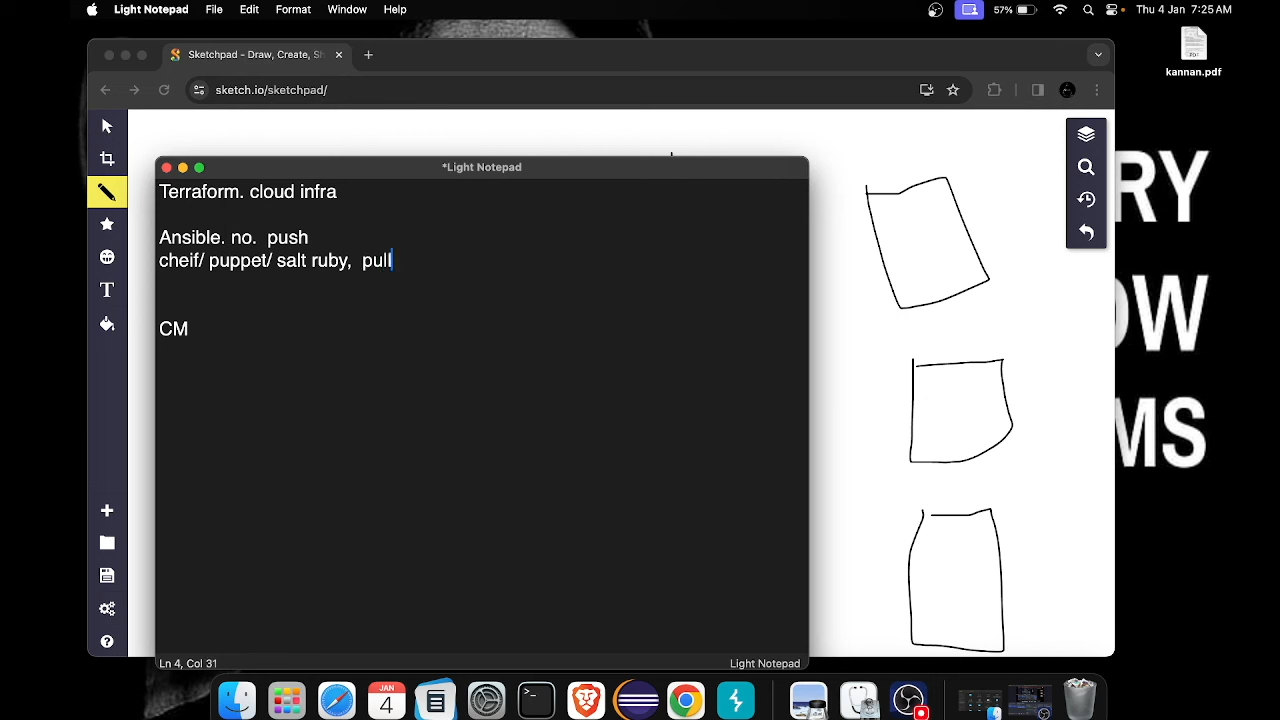 Light Notepad File Edit Format Window Help 57% Thu 4 Jan 7:25 AM
kannan.pdf
Sketchpad - Draw, Create, Sh
sketch.io/sketchpad/
*Light Notepad
Terraform. cloud infra
Ansible. no. push
cheif/ puppet/ salt ruby, pull
CM
Ln 4, Col 31 Light Notepad
RY
OW
MS
JAN
4